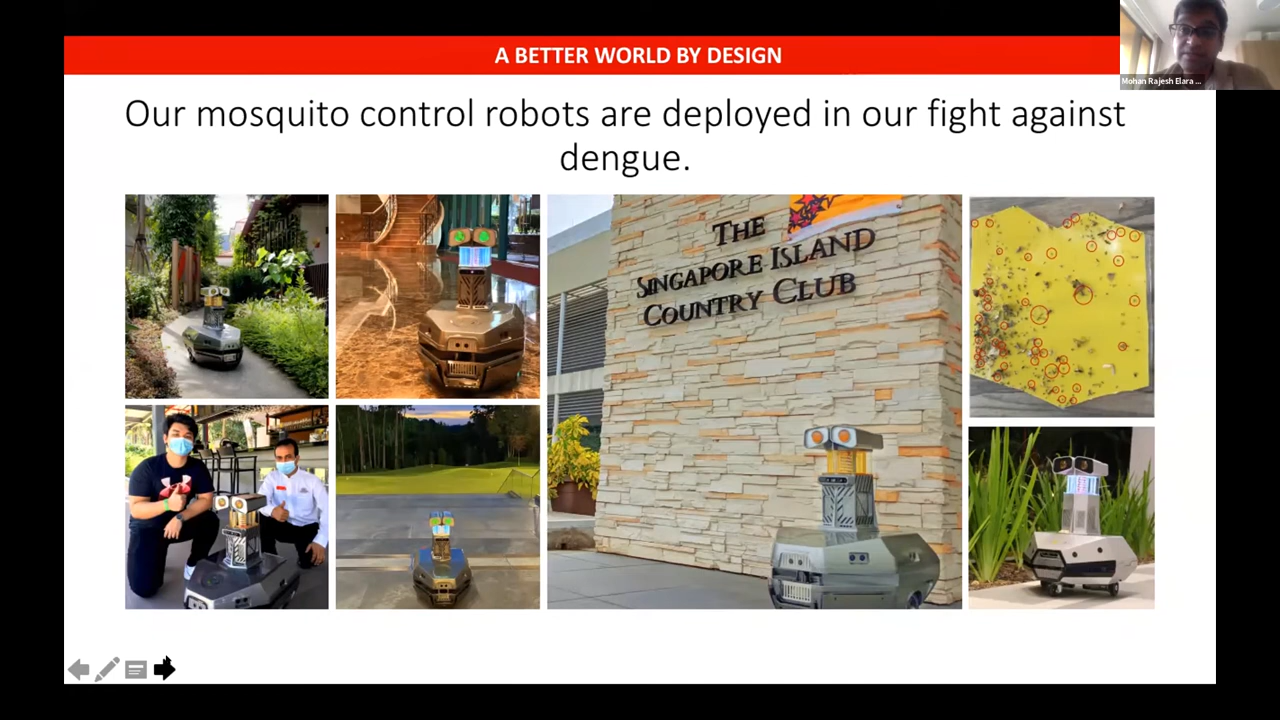 A BETTER WORLD BY DESIGN
Mohan Rajesh Elara ...
Our mosquito control robots are deployed in our fight against
dengue.
THE
SINGAPORE ISLAND
COUNTRY CLUB